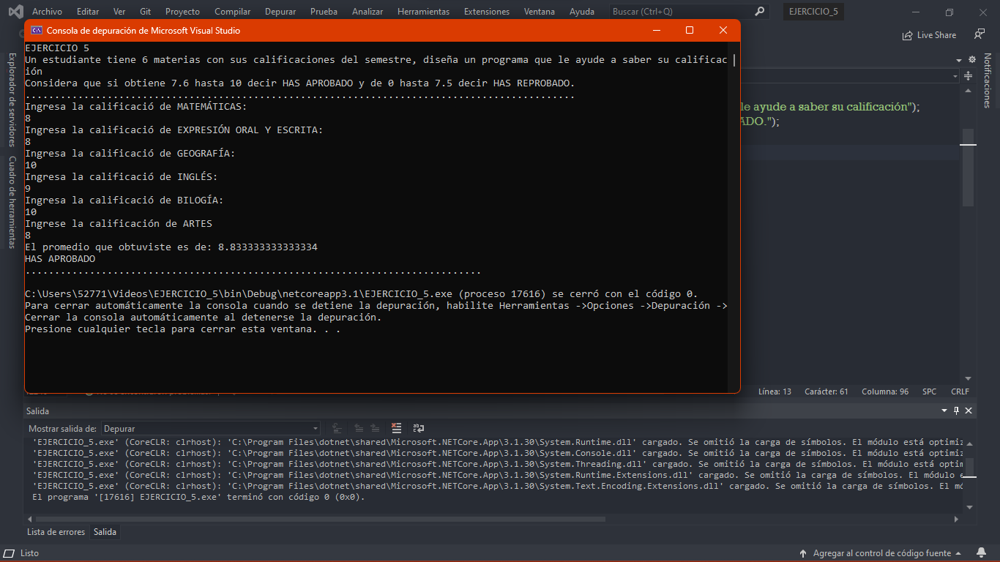 Archivo Editar Ver Git Proyecto Compilar Depurar Prueba Analizar Herramientas Extensiones Ventana Ayuda Buscar (Ctrl+Q) EJERCICIO_5
Live Share
Consola de depuración de Microsoft Visual Studio
EJERCICIO 5
Un estudiante tiene 6 materias con sus calificaciones del semestre, diseña un programa que le ayude a saber su calificac
ión
Considera que si obtiene 7.6 hasta 10 decir HAS APROBADO y de 0 hasta 7.5 decir HAS REPROBADO.
..............................................................................................
Ingresa la calificació de MATEMÁTICAS:
8
Ingresa la calificació de EXPRESIÓN ORAL Y ESCRITA:
8
Ingresa la calificació de GEOGRAFÍA:
10
Ingresa la calificació de INGLÉS:
9
Ingresa la calificació de BILOGÍA:
10
Ingrese la calificación de ARTES
8
El promedio que obtuviste es de: 8.833333333333334
HAS APROBADO
..............................................................................
C:\Users\52771\Videos\EJERCICIO_5\bin\Debug\netcoreapp3.1\EJERCICIO_5.exe (proceso 17616) se cerró con el código 0.
Para cerrar automáticamente la consola cuando se detiene la depuración, habilite Herramientas ->Opciones ->Depuración ->
Cerrar la consola automáticamente al detenerse la depuración.
Presione cualquier tecla para cerrar esta ventana. . .
Explorador de servidores
Cuadro de herramientas
Notificaciones
le ayude a saber su calificación");
ADO.");
Línea: 13 Carácter: 61 Columna: 96 SPC CRLF
Salida
Mostrar salida de: Depurar
'EJERCICIO_5.exe' (CoreCLR: clrhost): 'C:\Program Files\dotnet\shared\Microsoft.NETCore.App\3.1.30\System.Runtime.dll' cargado. Se omitió la carga de símbolos. El módulo está optimiz
'EJERCICIO_5.exe' (CoreCLR: clrhost): 'C:\Program Files\dotnet\shared\Microsoft.NETCore.App\3.1.30\System.Console.dll' cargado. Se omitió la carga de símbolos. El módulo está optimiz
'EJERCICIO_5.exe' (CoreCLR: clrhost): 'C:\Program Files\dotnet\shared\Microsoft.NETCore.App\3.1.30\System.Threading.dll' cargado. Se omitió la carga de símbolos. El módulo está optim
'EJERCICIO_5.exe' (CoreCLR: clrhost): 'C:\Program Files\dotnet\shared\Microsoft.NETCore.App\3.1.30\System.Runtime.Extensions.dll' cargado. Se omitió la carga de símbolos. El módulo e
'EJERCICIO_5.exe' (CoreCLR: clrhost): 'C:\Program Files\dotnet\shared\Microsoft.NETCore.App\3.1.30\System.Text.Encoding.Extensions.dll' cargado. Se omitió la carga de símbolos. El mó
El programa '[17616] EJERCICIO_5.exe' terminó con código 0 (0x0).
Lista de errores Salida
Listo
Agregar al control de código fuente